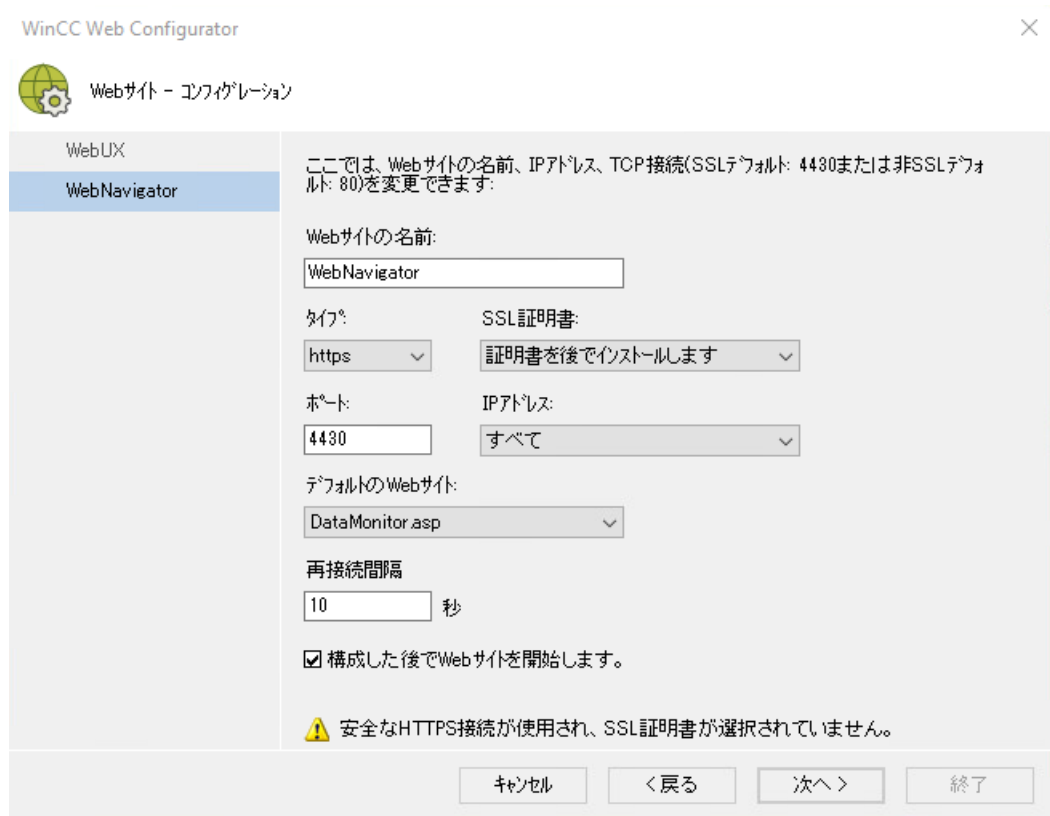 WinCC Web Configurator
Webサイト - コンフィグレーション
WebUX
WebNavigator
ここでは、Webサイトの名前、IPアドレス、TCP接続(SSLデフォルト: 4430または非SSLデフォ
ルト: 80)を変更できます:
Webサイトの名前:
WebNavigator
タイプ: SSL証明書:
https 証明書を後でインストールします
ポート: IPアドレス:
4430 すべて
デフォルトのWebサイト:
DataMonitor.asp
再接続間隔
10 秒
構成した後でWebサイトを開始します。
安全なHTTPS接続が使用され、SSL証明書が選択されていません。
キャンセル <戻る 次へ> 終了